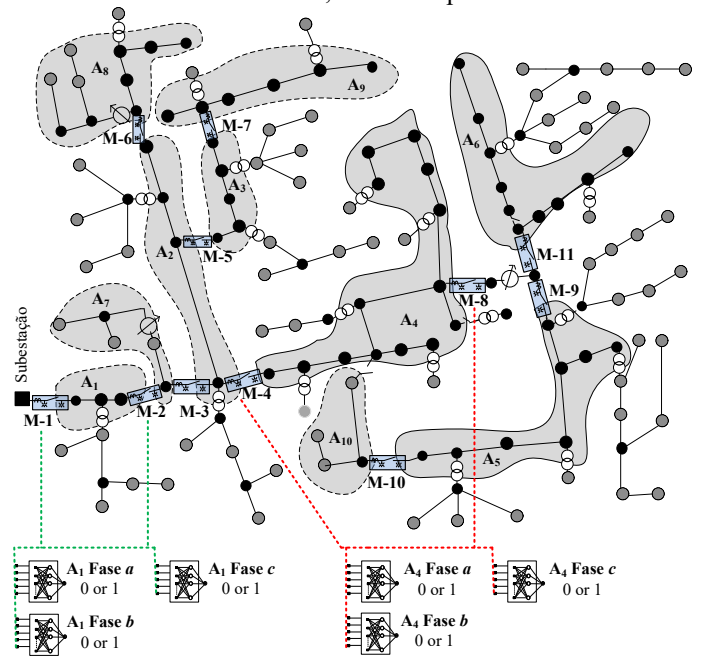 A8
A9
M-6
M-7
A6
A3
A2
M-5
M-11
A7
M-8
M-9
A4
Subestação
A1
M-1
M-2
M-3
M-4
A10
A5
M-10
A1 Fase a
0 or 1
A1 Fase c
0 or 1
A4 Fase a
0 or 1
A4 Fase c
0 or 1
A1 Fase b
0 or 1
A4 Fase b
0 or 1